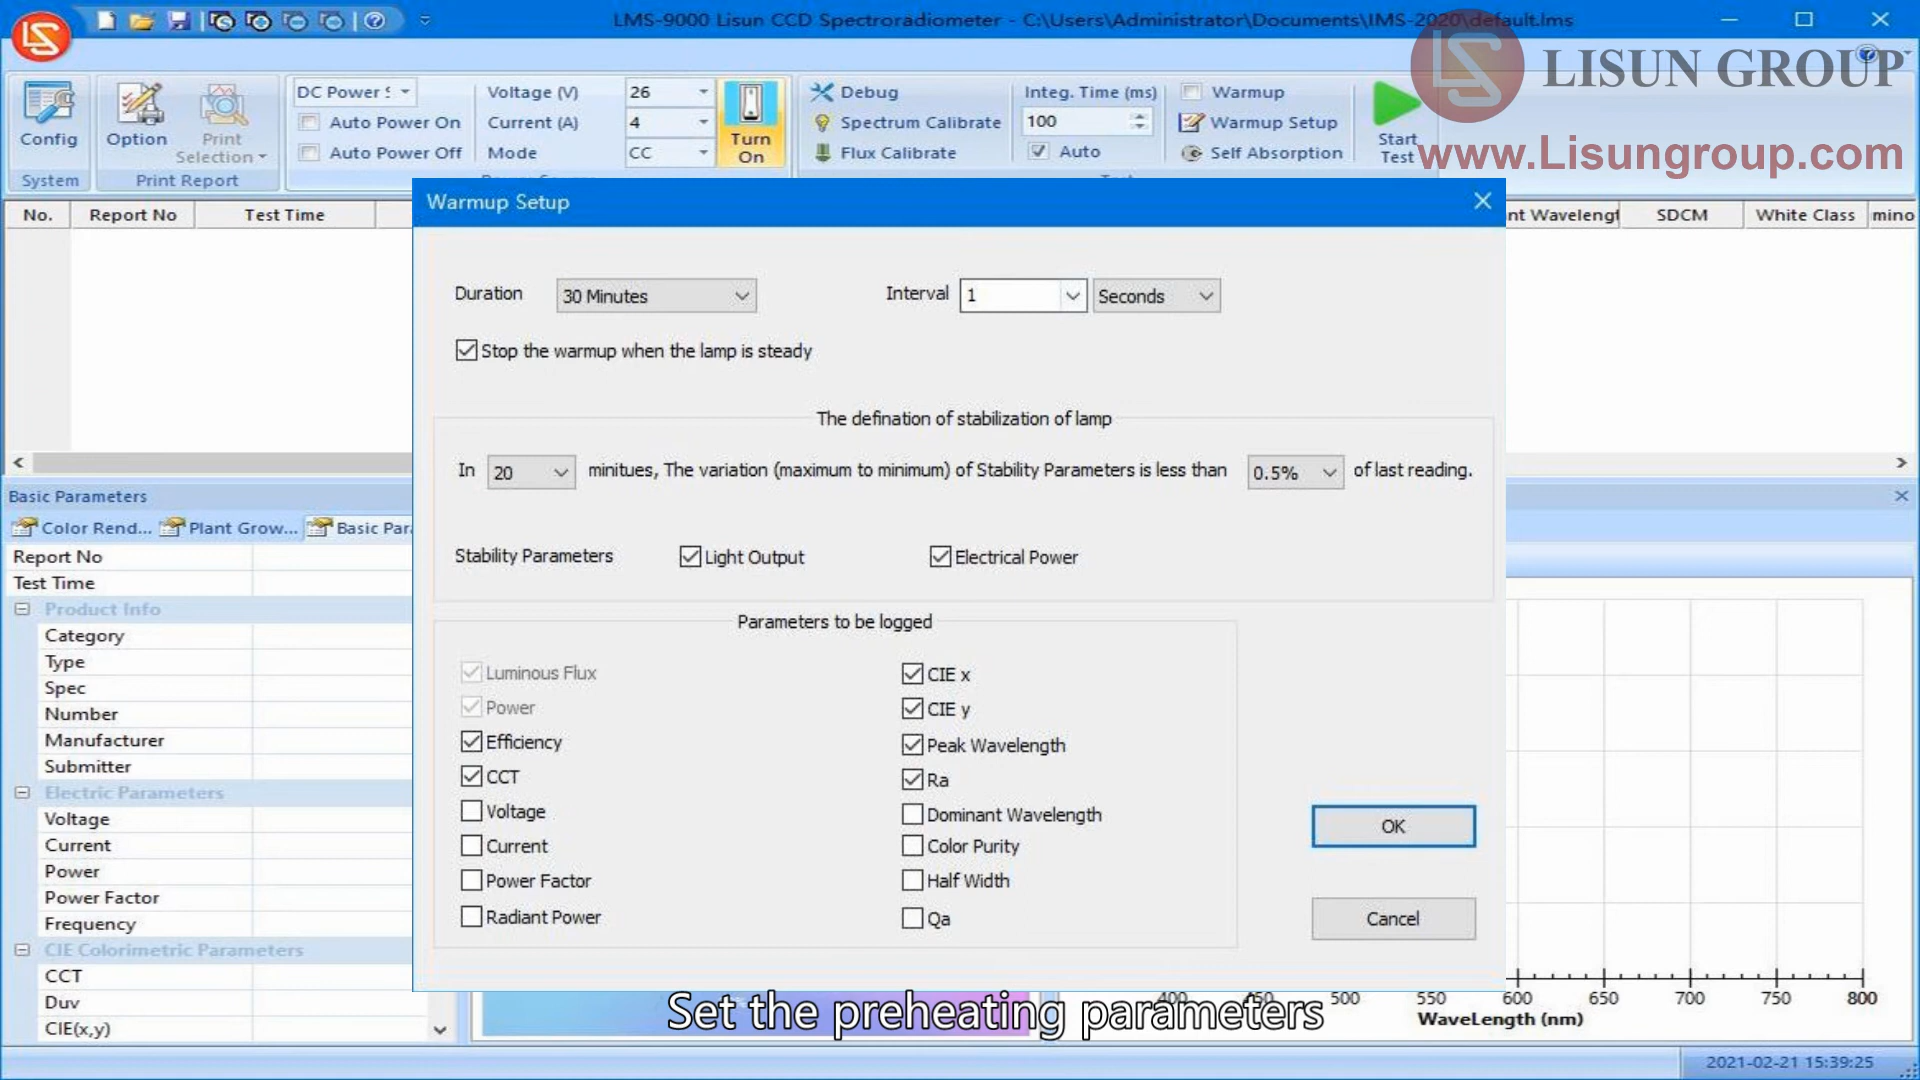 LMS-9000 Lisun CCD Spectroradiometer - C:\Users\Administrator\Documents\IMS-2020\default.lms
LS
LS LISUN GROUP
www.Lisungroup.com
Config
Option
Print
Selection
DC Power S
Auto Power On
Auto Power Off
Voltage (V) 26
Current (A) 4
Mode CC
Turn
On
Debug
Spectrum Calibrate
Flux Calibrate
Integ. Time (ms)
100
Auto
Warmup
Warmup Setup
Self Absorption
Start
Test
System
Print Report
No. Report No Test Time
nt Wavelengt SDCM White Class mino
Warmup Setup
Duration 30 Minutes Interval 1 Seconds
Stop the warmup when the lamp is steady
The defination of stabilization of lamp
In 20 minitues, The variation (maximum to minimum) of Stability Parameters is less than 0.5% of last reading.
Stability Parameters Light Output Electrical Power
Parameters to be logged
Luminous Flux
Power
Efficiency
CCT
Voltage
Current
Power Factor
Radiant Power
CIE x
CIE y
Peak Wavelength
Ra
Dominant Wavelength
Color Purity
Half Width
Qa
OK
Cancel
Basic Parameters
Color Rend... Plant Grow... Basic Par
Report No
Test Time
Product Info
Category
Type
Spec
Number
Manufacturer
Submitter
Electric Parameters
Voltage
Current
Power
Power Factor
Frequency
CIE Colorimetric Parameters
CCT
Duv
CIE(x,y)
400 450 500 550 600 650 700 750 800
WaveLength (nm)
Set the preheating parameters
2021-02-21 15:39:25